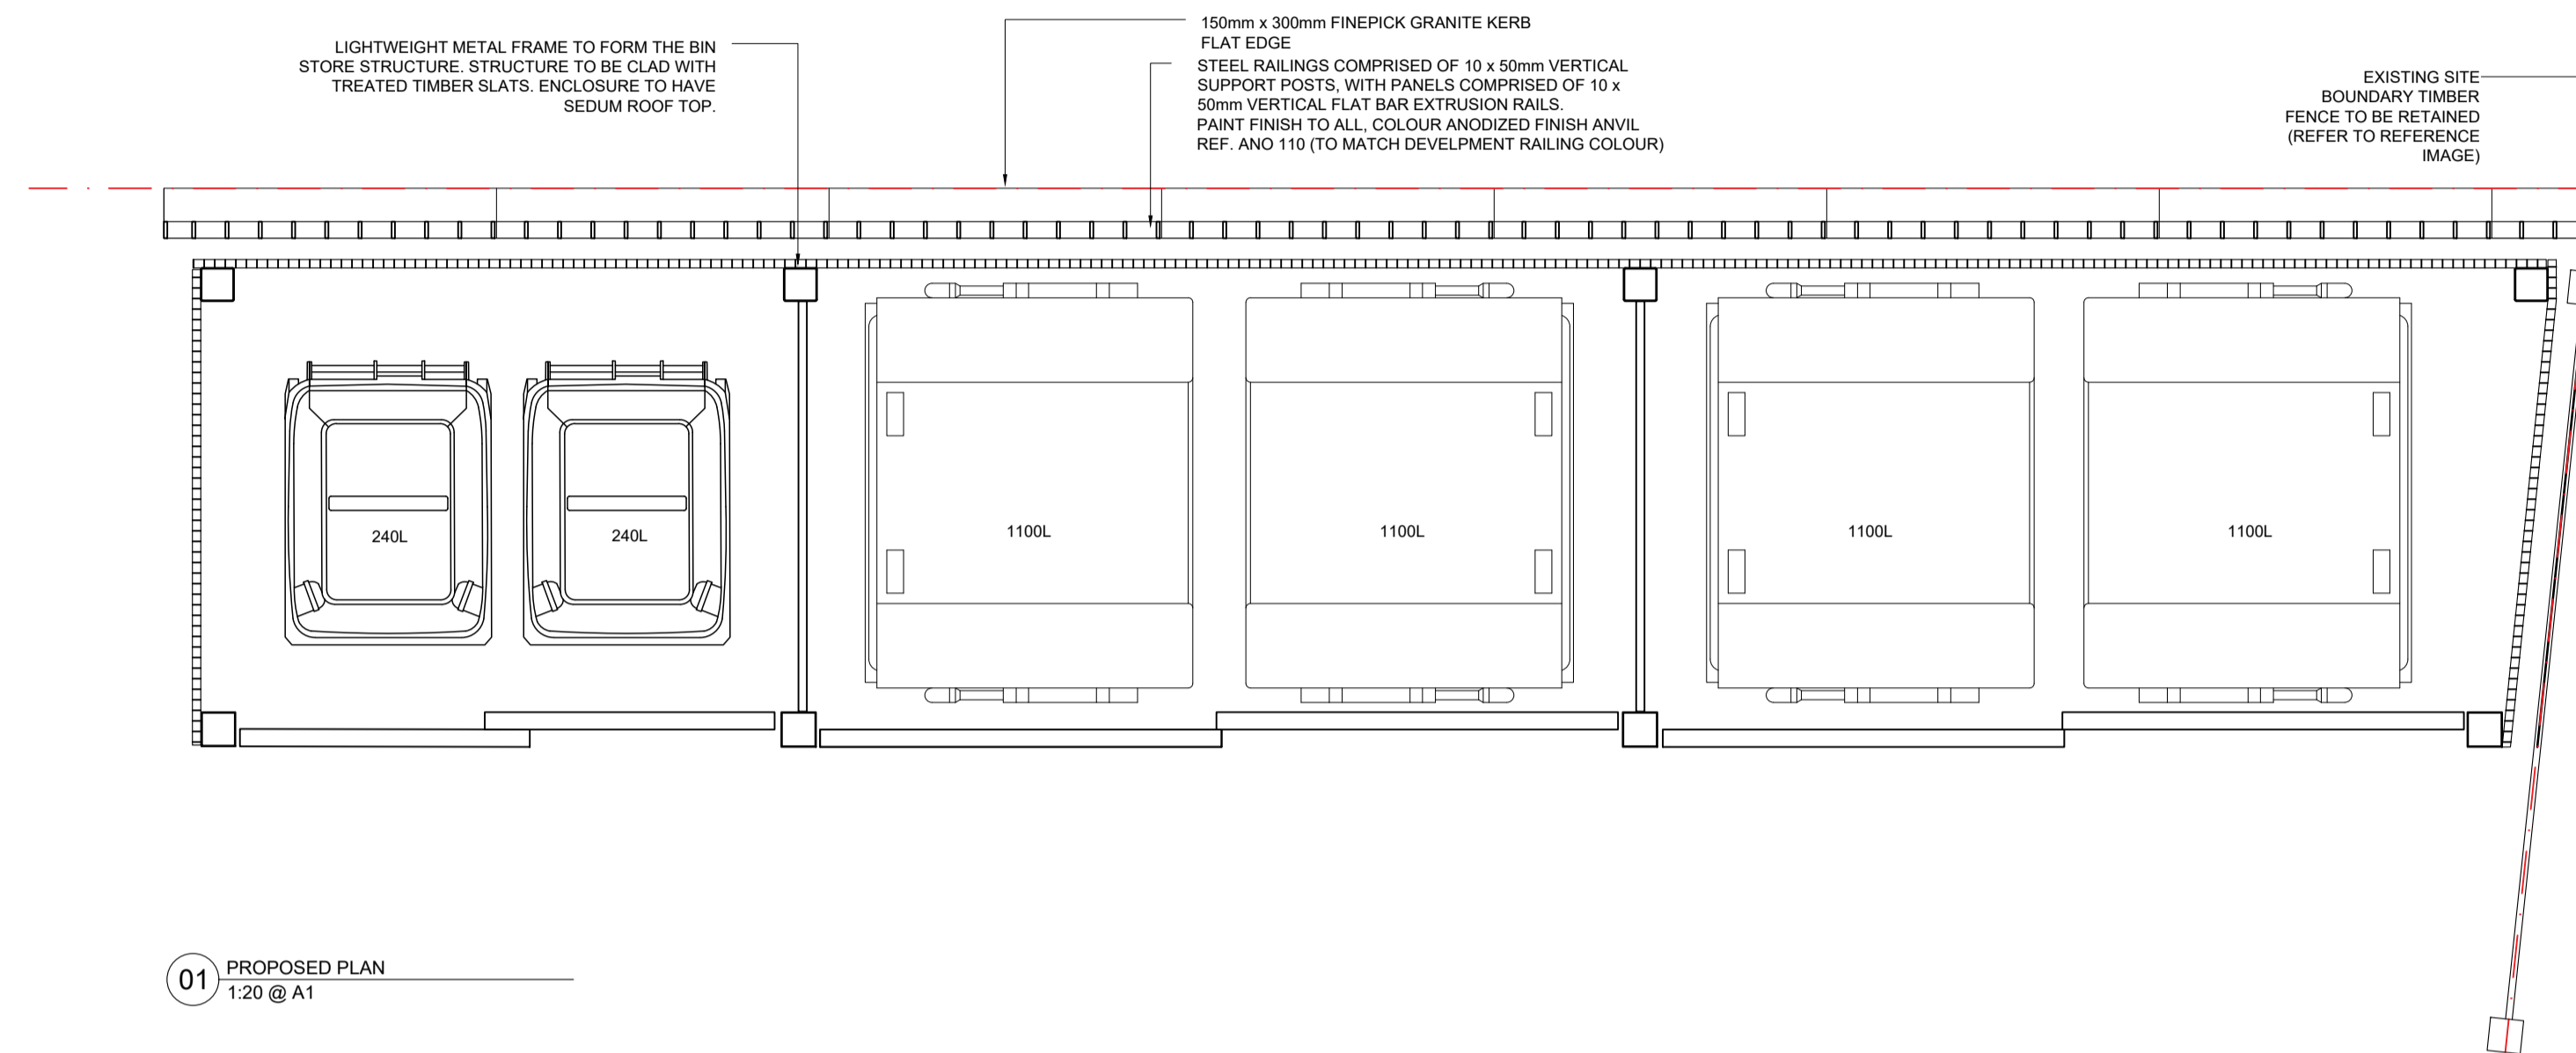 LIGHTWEIGHT METAL FRAME TO FORM THE BIN
STORE STRUCTURE. STRUCTURE TO BE CLAD WITH
TREATED TIMBER SLATS. ENCLOSURE TO HAVE
SEDUM ROOF TOP.
150mm x 300mm FINEPICK GRANITE KERB
FLAT EDGE
STEEL RAILINGS COMPRISED OF 10 x 50mm VERTICAL
SUPPORT POSTS, WITH PANELS COMPRISED OF 10 x
50mm VERTICAL FLAT BAR EXTRUSION RAILS.
PAINT FINISH TO ALL, COLOUR ANODIZED FINISH ANVIL
REF. ANO 110 (TO MATCH DEVELPMENT RAILING COLOUR)
EXISTING SITE
BOUNDARY TIMBER
FENCE TO BE RETAINED
(REFER TO REFERENCE
IMAGE)
240L
240L
1100L
1100L
1100L
1100L
01
PROPOSED PLAN
1:20 @ A1